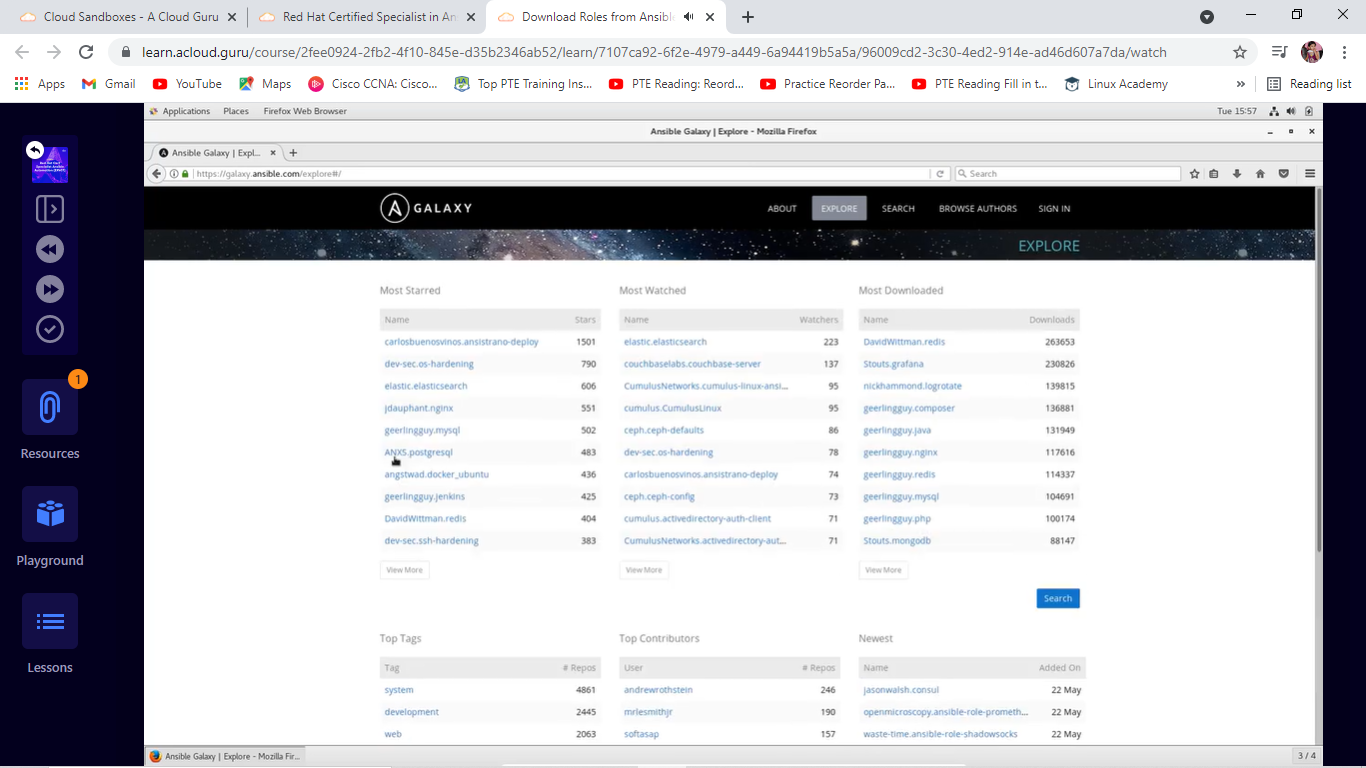 Cloud Sandboxes - A Cloud Guru
Red Hat Certified Specialist in An
Download Roles from Ansibl
learn.acloud.guru/course/2fee0924-2fb2-4f10-845e-d35b2346ab52/learn/7107ca92-6f2e-4979-a449-6a94419b5a5a/96009cd2-3c30-4ed2-914e-ad46d607a7da/watch
Apps Gmail YouTube Maps Cisco CCNA: Cisco... Top PTE Training Ins... PTE Reading: Reord... Practice Reorder Pa... PTE Reading Fill in t... Linux Academy » Reading list
Applications Places Firefox Web Browser Tue 15:57
Ansible Galaxy | Explore - Mozilla Firefox
Ansible Galaxy | Expl...
https://galaxy.ansible.com/explore#/ Search
GALAXY ABOUT EXPLORE SEARCH BROWSE AUTHORS SIGN IN
EXPLORE
Most Starred
Name Stars
carlosbuenosvinos.ansistrano-deploy 1501
dev-sec.os-hardening 790
elastic.elasticsearch 606
jdauphant.nginx 551
geerlingguy.mysql 502
ANXS.postgresql 483
angstwad.docker_ubuntu 436
geerlingguy.jenkins 425
DavidWittman.redis 404
dev-sec.ssh-hardening 383
View More
Most Watched
Name Watchers
elastic.elasticsearch 223
couchbaselabs.couchbase-server 137
CumulusNetworks.cumulus-linux-ansi... 95
cumulus.CumulusLinux 95
ceph.ceph-defaults 86
dev-sec.os-hardening 78
carlosbuenosvinos.ansistrano-deploy 74
ceph.ceph-config 73
cumulus.activedirectory-auth-client 71
CumulusNetworks.activedirectory-aut... 71
View More
Most Downloaded
Name Downloads
DavidWittman.redis 263653
Stouts.grafana 230826
nickhammond.logrotate 139815
geerlingguy.composer 136881
geerlingguy.java 131949
geerlingguy.nginx 117616
geerlingguy.redis 114337
geerlingguy.mysql 104691
geerlingguy.php 100174
Stouts.mongodb 88147
View More
Search
Top Tags
Tag # Repos
system 4861
development 2445
web 2063
Top Contributors
User # Repos
andrewrothstein 246
mrlesmithjr 190
softasap 157
Newest
Name Added On
jasonwalsh.consul 22 May
openmicroscopy.ansible-role-prometh... 22 May
waste-time.ansible-role-shadowsocks 22 May
Ansible Galaxy | Explore - Mozilla Fir... 3 / 4
1
Resources
Playground
Lessons